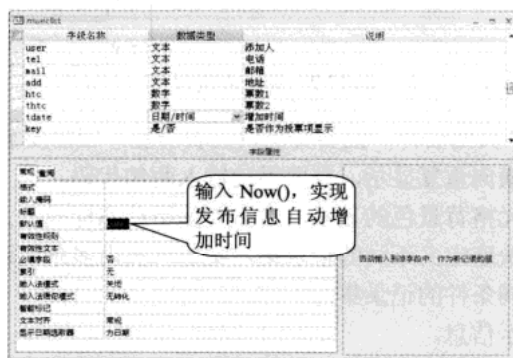 musiclist
字段名称 数据类型 说明
user 文本 添加人
tel 文本 电话
mail 文本 邮箱
add 文本 地址
htc 数字 票数1
thtc 数字 票数2
tdate 日期/时间 增加时间
key 是/否 是否作为投票项显示
字段属性
常规 查阅
格式
输入掩码
标题
默认值
有效性规则
有效性文本
必填字段 否
索引 无
输入法模式 关闭
输入法语句模式 无转化
智能标记
文本对齐 常规
显示日期选取器 为日期
输入 Now(), 实现
发布信息自动增
加时间
自动输入到该字段中，作为新记录的值